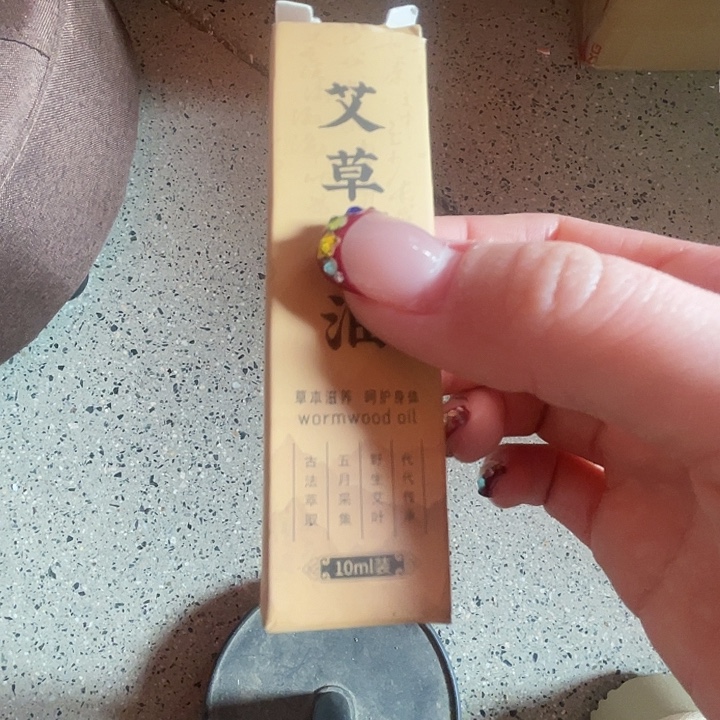 艾草
油
草本滋养 呵护身体
wormwood oil
古法萃取
五月采集
野生艾叶
代代传承
10ml装